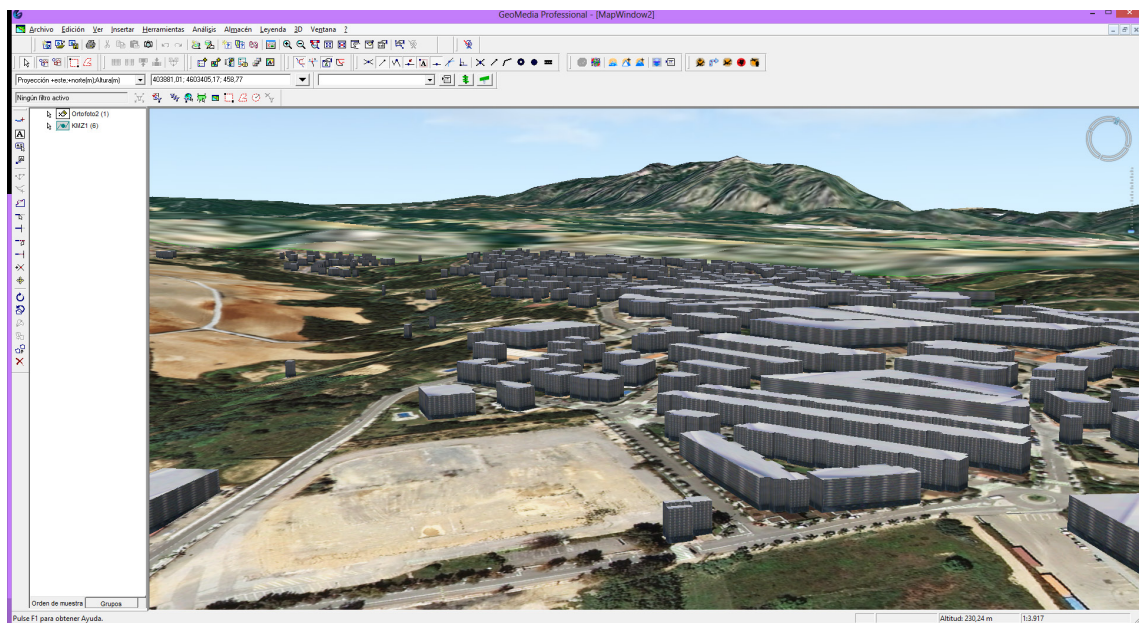 GeoMedia Professional - [MapWindow2]
Archivo Edición Ver Insertar Herramientas Análisis Almacén Leyenda 3D Ventana ?
Proyección +este;+norte(m);Altura(m) 403881,01; 4603405,17; 458,77
Ningún filtro activo
Ortofoto2 (1)
KMZ1 (6)
Orden de muestra Grupos
Pulse F1 para obtener Ayuda. Altitud: 230,24 m 1:3.917